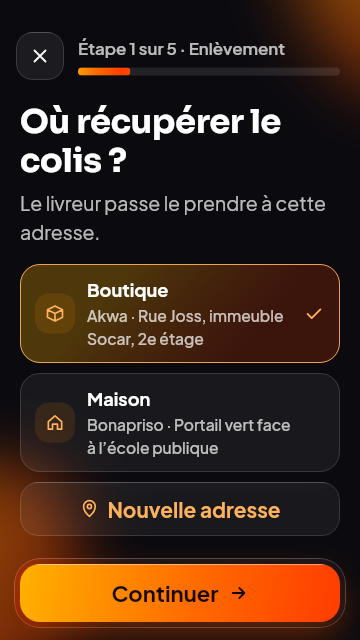 Étape 1 sur 5 · Enlèvement
Où récupérer le
colis ?
Le livreur passe le prendre à cette
adresse.
Boutique
Akwa · Rue Joss, immeuble
Socar, 2e étage
Maison
Bonapriso · Portail vert face
à l'école publique
Nouvelle adresse
Continuer →